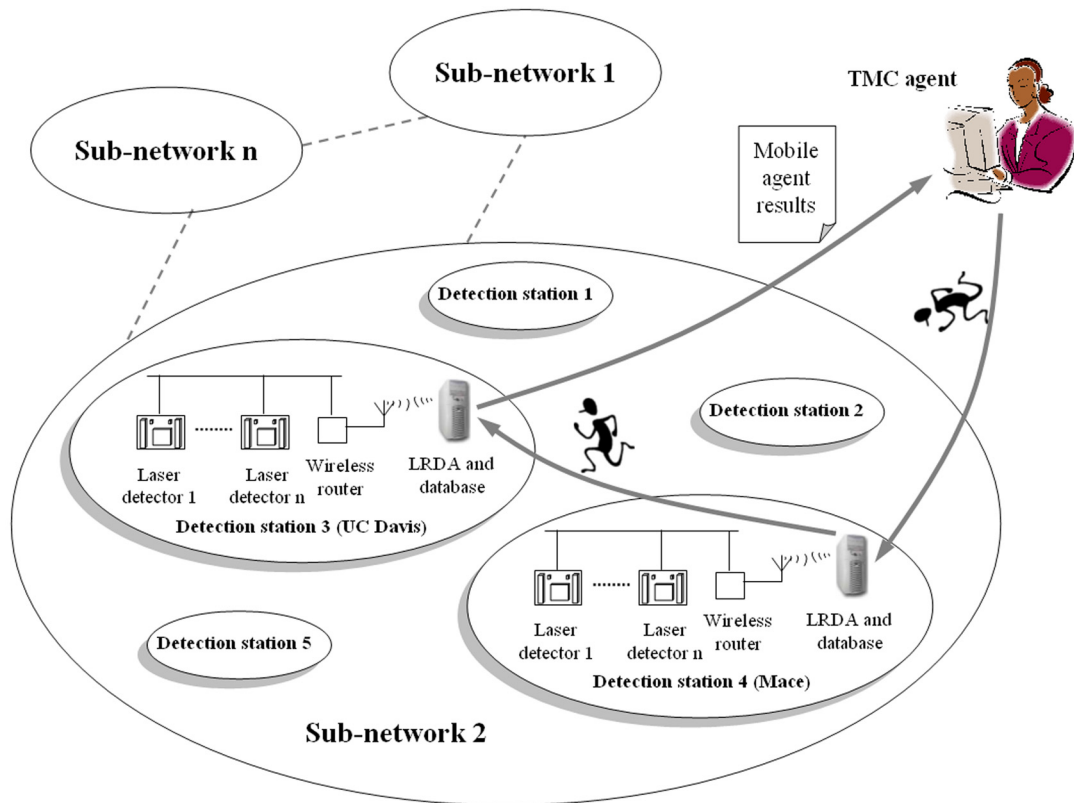 Sub-network 1
Sub-network n
TMC agent
Mobile
agent
results
Detection station 1
Detection station 2
Laser
detector 1
Laser
detector n
Wireless
router
LRDA and
database
Detection station 3 (UC Davis)
Laser
detector 1
Laser
detector n
Wireless
router
LRDA and
database
Detection station 4 (Mace)
Detection station 5
Sub-network 2